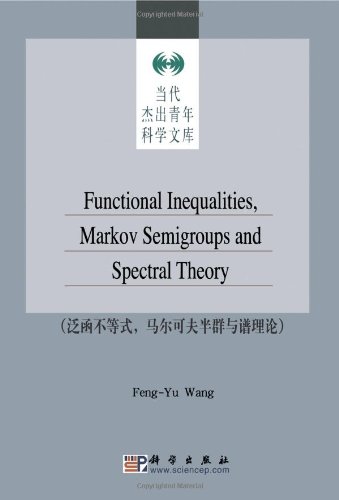 当代
杰出青年
科学文库
Functional Inequalities,
Markov Semigroups and
Spectral Theory
(泛函不等式，马尔可夫半群与谱理论)
Feng-Yu Wang
科学出版社
www.sciencep.com